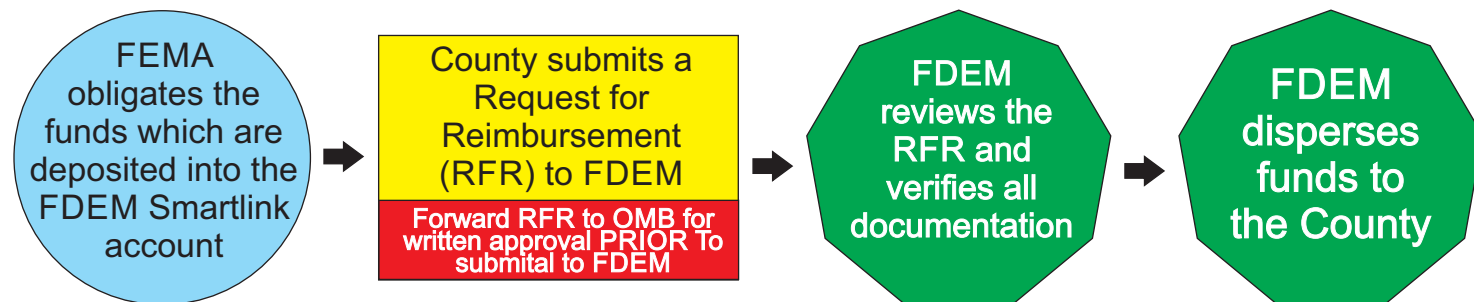 FEMA
obligates the
funds which are
deposited into the
FDEM Smartlink
account
County submits a
Request for
Reimbursement
(RFR) to FDEM
Forward RFR to OMB for
written approval PRIOR To
submital to FDEM
FDEM
reviews the
RFR and
verifies all
documentation
FDEM
disperses
funds to
the County